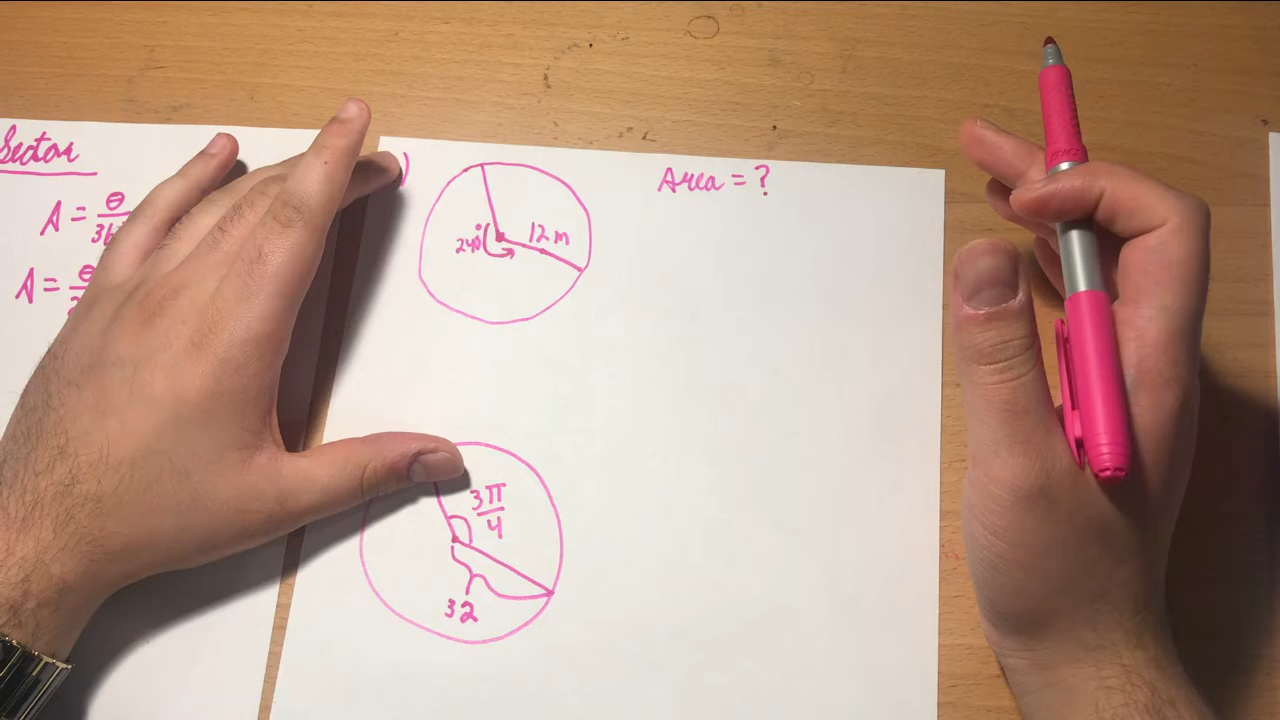 Sector
A = θ/36
A = θ
)
Area = ?
240°
12 m
3π/4
32